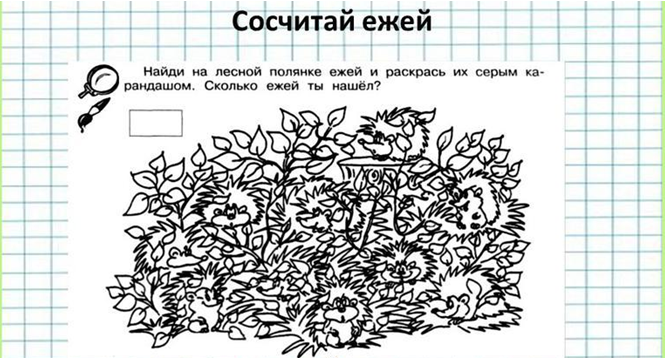 Сосчитай ежей
Найди на лесной полянке ежей и раскрась их серым ка-
рандашом. Сколько ежей ты нашёл?